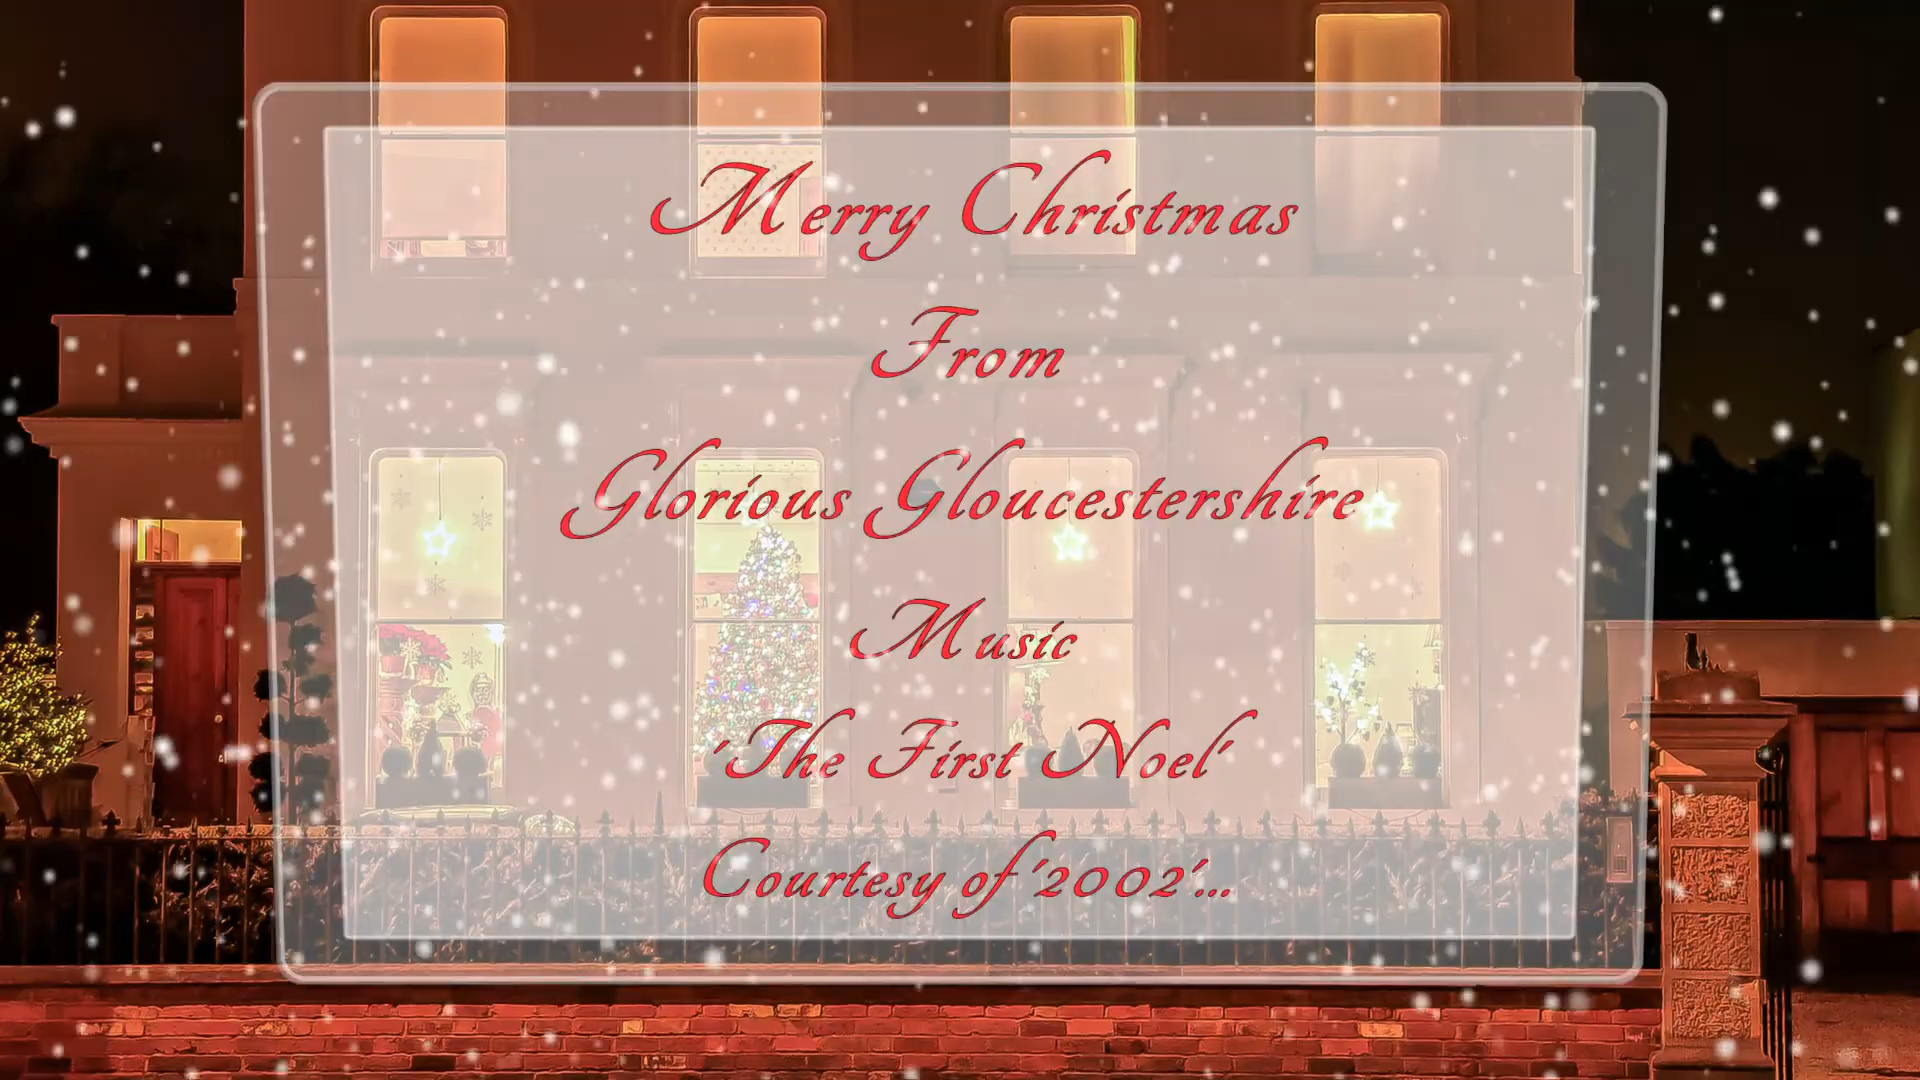 Merry Christmas
From
Glorious Gloucestershire
Music
'The First Noel'
Courtesy of '2002'...